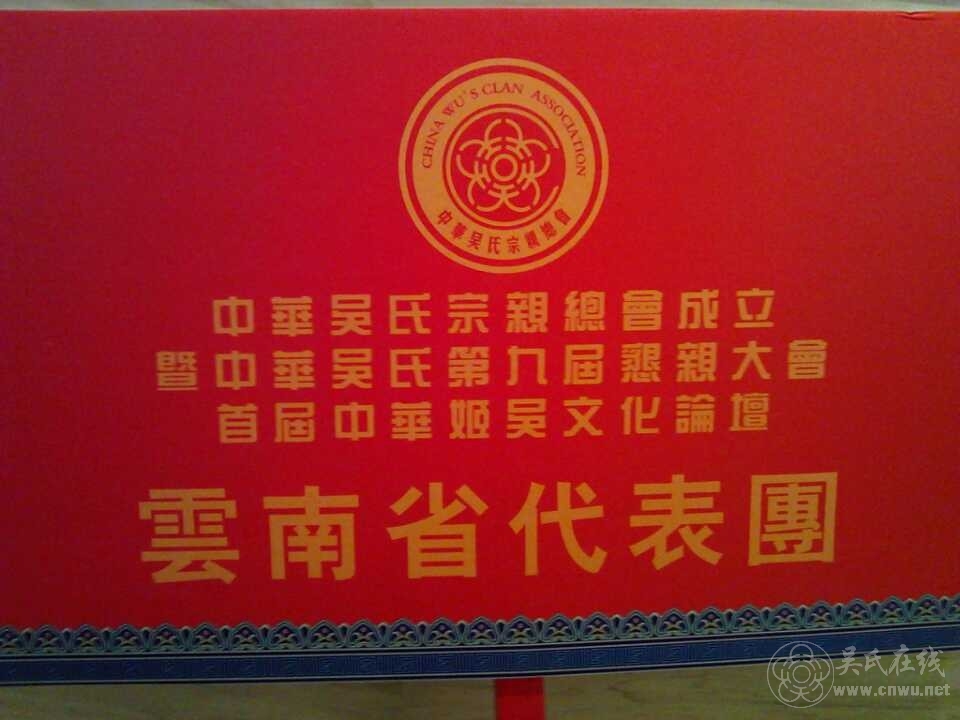 CHINA WU'S CLAN ASSOCIATION
中華吴氏宗親總會
中華吴氏宗親總會成立
暨中華吴氏第九届懇親大會
首届中華姬吴文化論壇
雲南省代表團
吴氏在线
www.cnwu.net